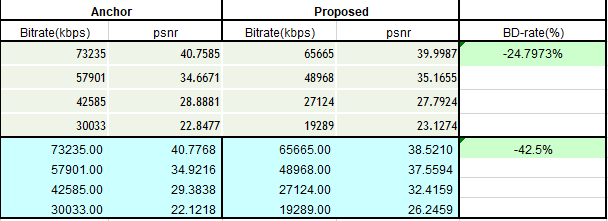 Anchor Proposed
Bitrate(kbps) psnr Bitrate(kbps) psnr BD-rate(%)
73235 40.7585 65665 39.9987 -24.7973%
57901 34.6671 48968 35.1655
42585 28.8881 27124 27.7924
30033 22.8477 19289 23.1274
73235.00 40.7768 65665.00 38.5210 -42.5%
57901.00 34.9216 48968.00 37.5594
42585.00 29.3838 27124.00 32.4159
30033.00 22.1218 19289.00 26.2459